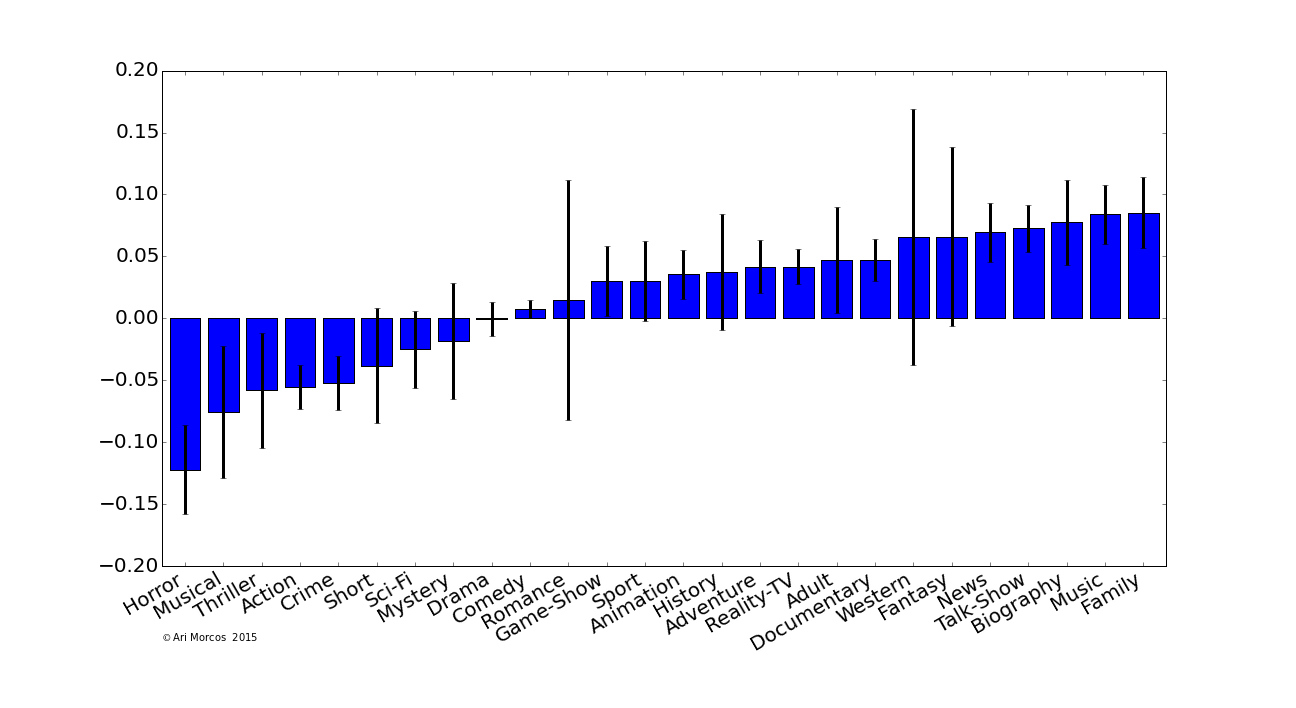 0.20
0.15
0.10
0.05
0.00
−0.05
−0.10
−0.15
−0.20
Horror
Musical
Thriller
Action
Crime
Short
Sci-Fi
Mystery
Drama
Comedy
Romance
Game-Show
Sport
Animation
History
Adventure
Reality-TV
Adult
Documentary
Western
Fantasy
News
Talk-Show
Biography
Music
Family
© Ari Morcos 2015